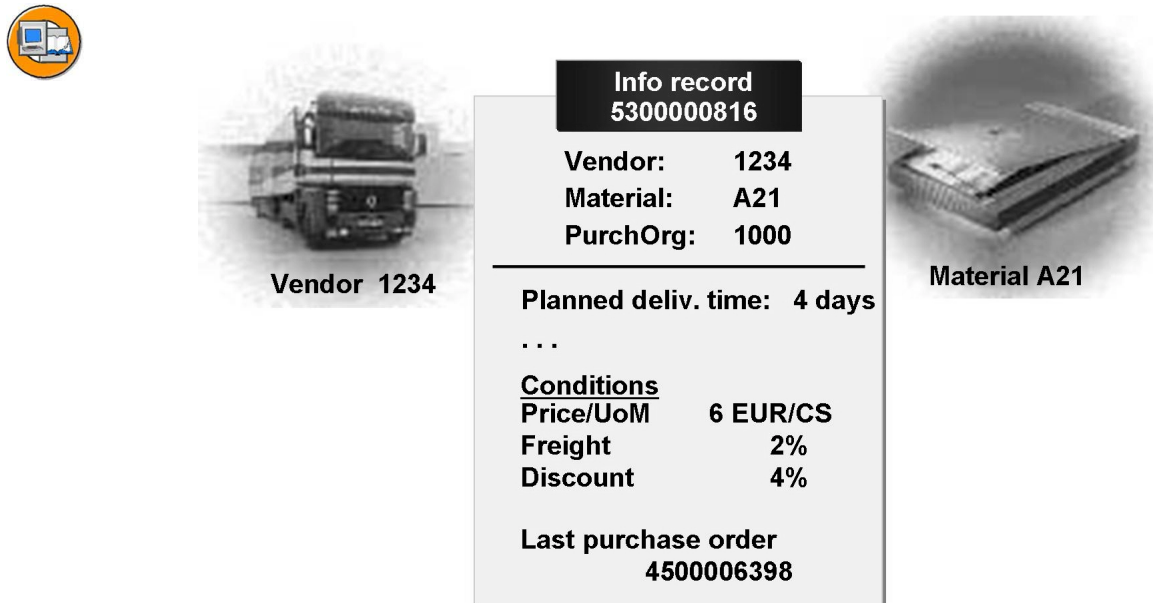 Info record
5300000816
Vendor: 1234
Material: A21
PurchOrg: 1000
Vendor 1234
Material A21
Planned deliv. time: 4 days
. . .
Conditions
Price/UoM 6 EUR/CS
Freight 2%
Discount 4%
Last purchase order
4500006398